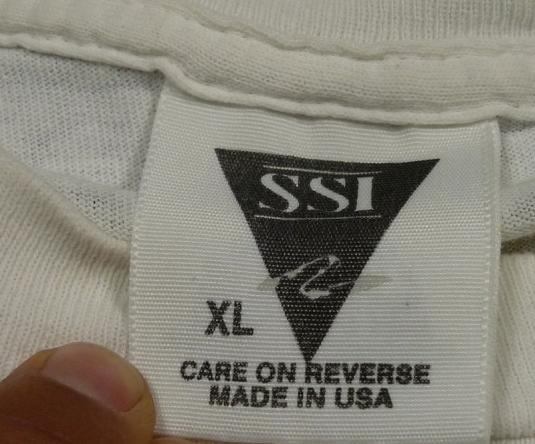 SSI
XL
CARE ON REVERSE
MADE IN USA